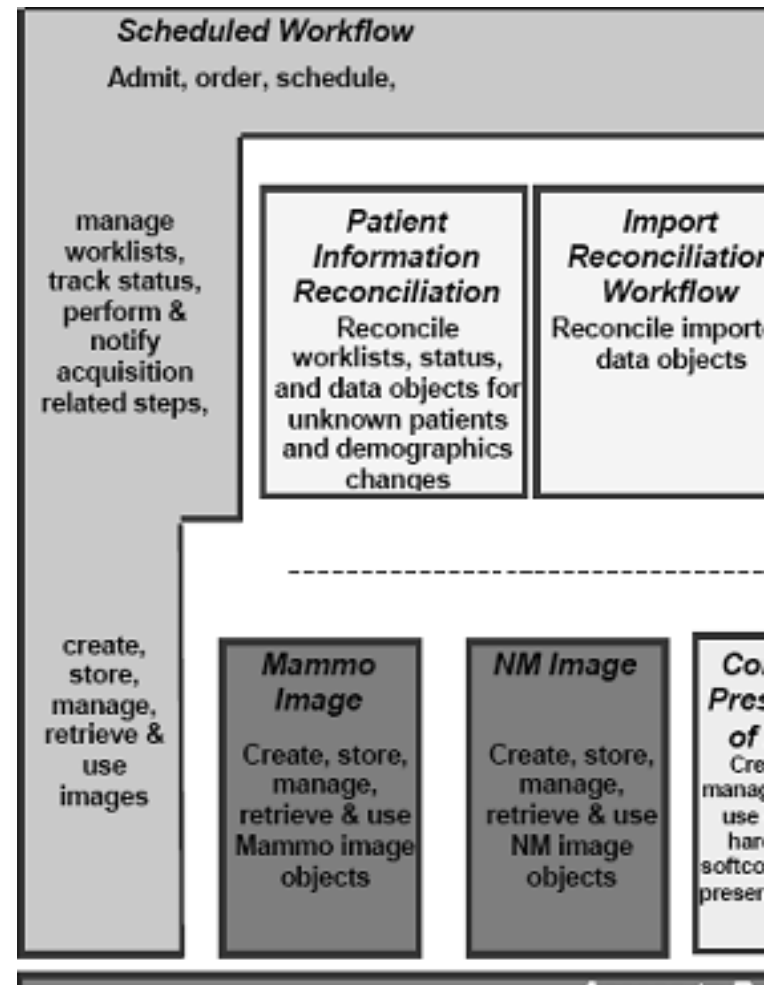 Scheduled Workflow
Admit, order, schedule,
manage
worklists,
track status,
perform &
notify
acquisition
related steps,
create,
store,
manage,
retrieve &
use
images
Patient
Information
Reconciliation
Reconcile
worklists, status,
and data objects for
unknown patients
and demographics
changes
Import
Workflow
Reconcile
data objects
Mammo
Image
Create, store,
manage,
retrieve & use
Mammo image
objects
NM Image
Create, store,
manage,
retrieve & use
NM image
objects
of
use